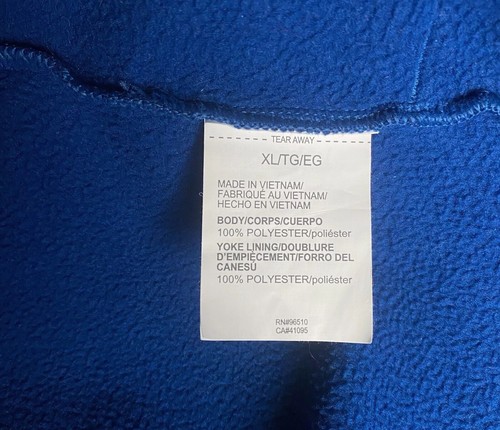 TEAR AWAY
XL/TG/EG
MADE IN VIETNAM/
FABRIQUÉ AU VIETNAM/
HECHO EN VIETNAM
BODY/CORPS/CUERPO
100% POLYESTER/poliéster
YOKE LINING/DOUBLURE
D'EMPIÈCEMENT/FORRO DEL
CANESÚ
100% POLYESTER/poliéster
RN#96510
CA#41095